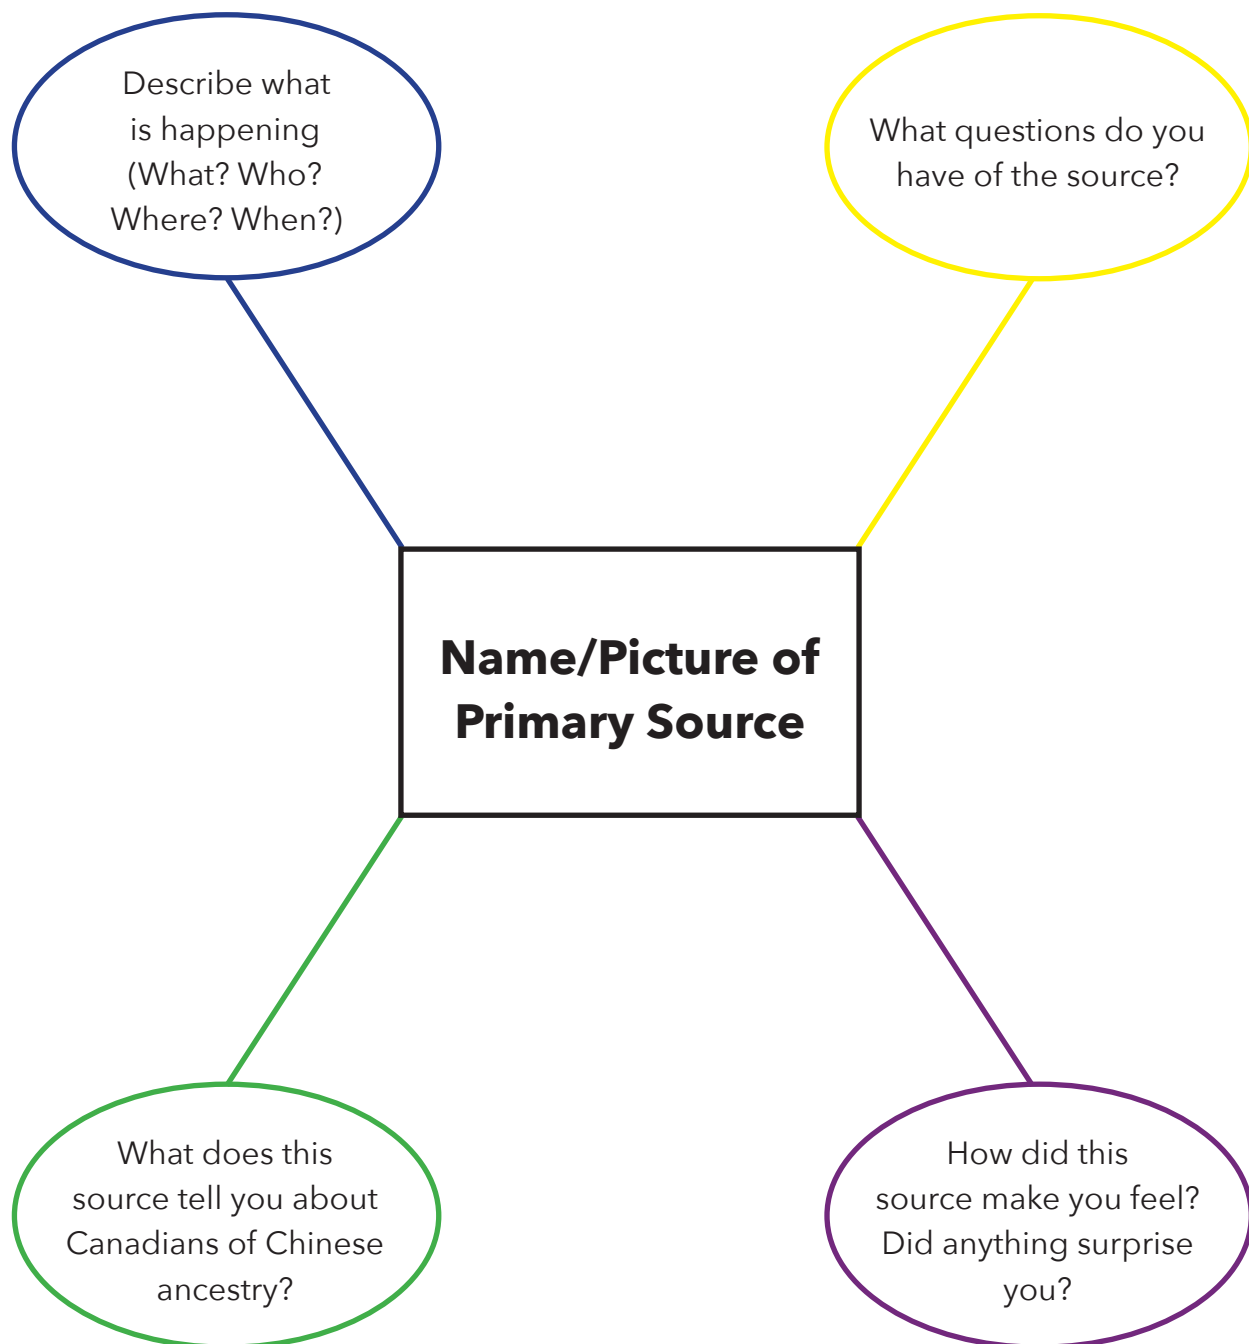 Describe what
is happening
(What? Who?
Where? When?)
What questions do you
have of the source?
Name/Picture of
Primary Source
What does this
source tell you about
Canadians of Chinese
ancestry?
How did this
source make you feel?
Did anything surprise
you?